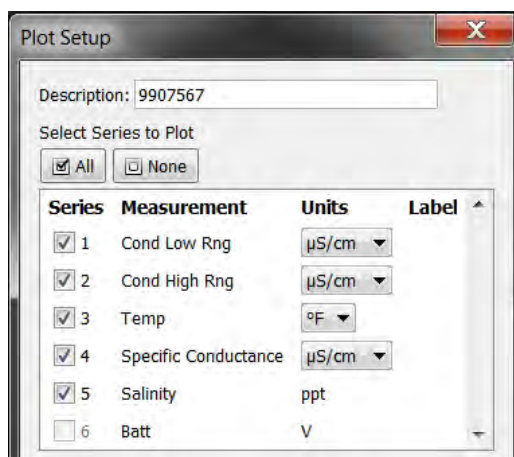 Plot Setup
X
Description: 9907567
Select Series to Plot
All None
Series Measurement Units Label
1 Cond Low Rng µS/cm
2 Cond High Rng µS/cm
3 Temp ºF
4 Specific Conductance µS/cm
5 Salinity ppt
6 Batt V